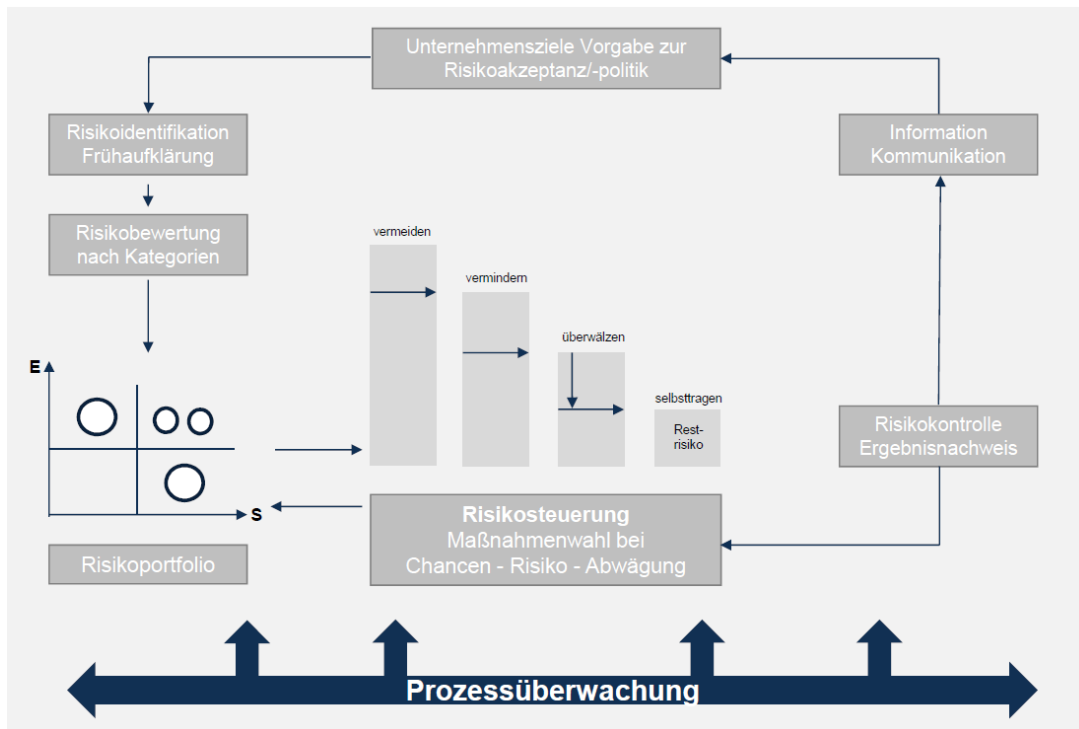 Unternehmensziele Vorgabe zur
Risikoakzeptanz/-politik
Risikoidentifikation
Frühaufklärung
Information
Kommunikation
Risikobewertung
nach Kategorien
vermeiden
vermindern
überwälzen
selbsttragen
Rest-
risiko
E
S
Risikokontrolle
Ergebnisnachweis
Risikosteuerung
Maßnahmenwahl bei
Chancen - Risiko - Abwägung
Risikoportfolio
Prozessüberwachung